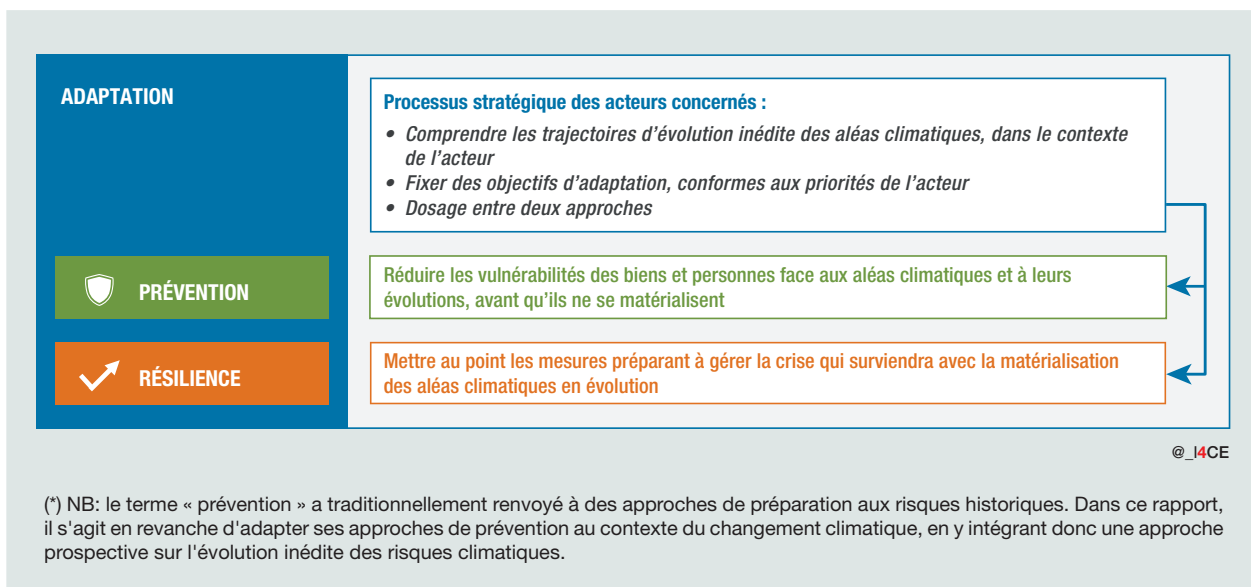 ADAPTATION
Processus stratégique des acteurs concernés :
• Comprendre les trajectoires d’évolution inédite des aléas climatiques, dans le contexte
de l’acteur
• Fixer des objectifs d’adaptation, conformes aux priorités de l’acteur
• Dosage entre deux approches
PRÉVENTION
Réduire les vulnérabilités des biens et personnes face aux aléas climatiques et à leurs
évolutions, avant qu’ils ne se matérialisent
RÉSILIENCE
Mettre au point les mesures préparant à gérer la crise qui surviendra avec la matérialisation
des aléas climatiques en évolution
@_I4CE
(*) NB: le terme « prévention » a traditionnellement renvoyé à des approches de préparation aux risques historiques. Dans ce rapport,
il s'agit en revanche d'adapter ses approches de prévention au contexte du changement climatique, en y intégrant donc une approche
prospective sur l'évolution inédite des risques climatiques.